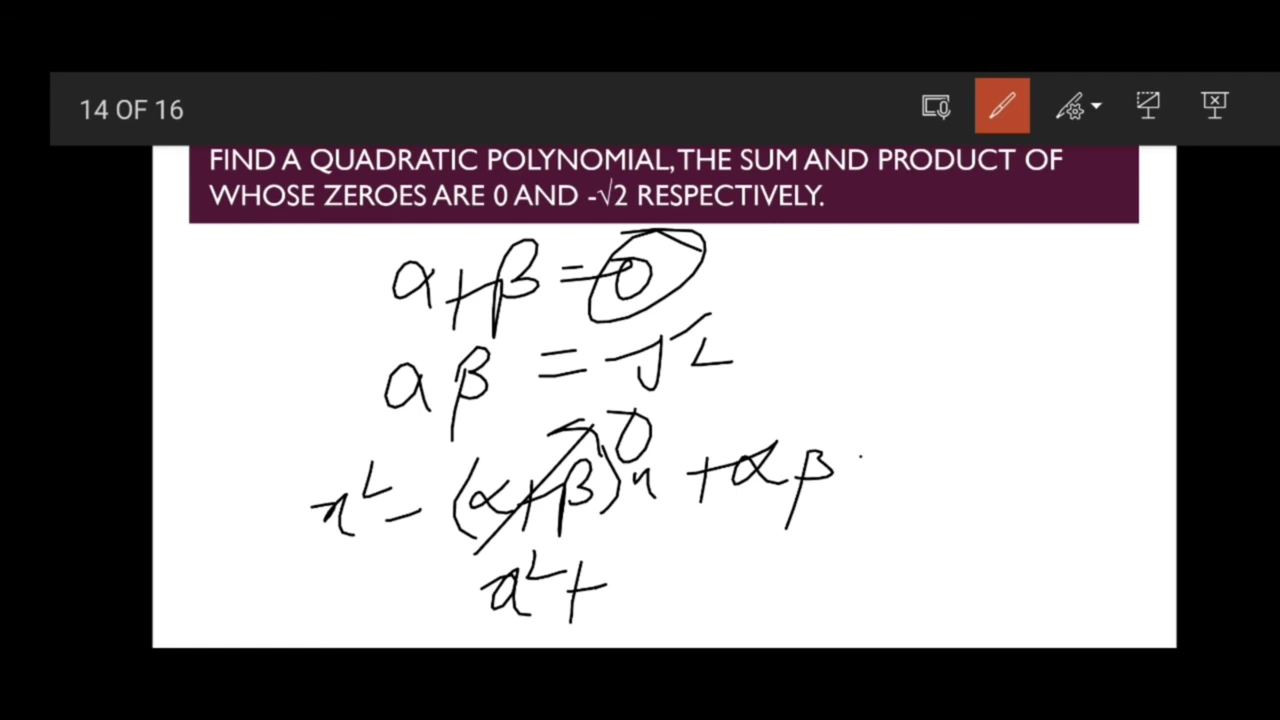 14 OF 16
FIND A QUADRATIC POLYNOMIAL, THE SUM AND PRODUCT OF
WHOSE ZEROES ARE 0 AND -√2 RESPECTIVELY.
α+β = 0
αβ = -√2
0
x² - (α+β)x + αβ
x² +